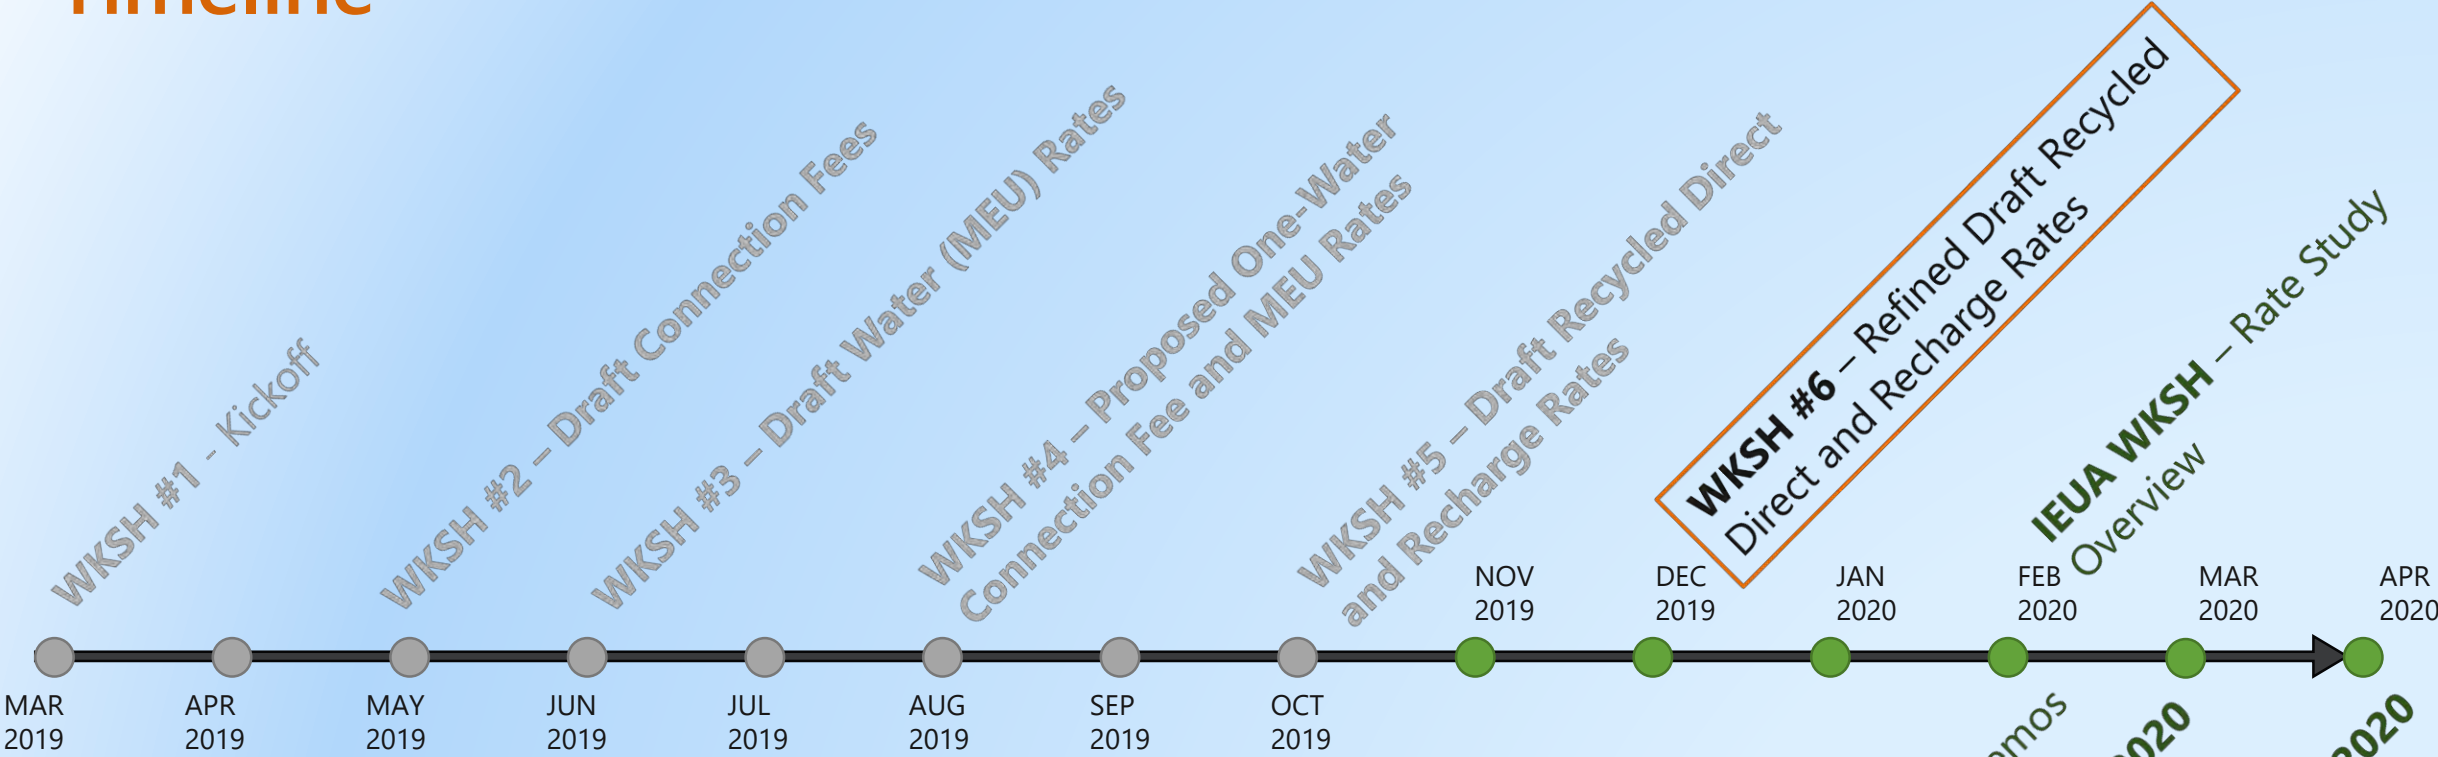 Timeline
WKSH #1 - Kickoff
WKSH #2 – Draft Connection Fees
WKSH #3 – Draft Water (MEU) Rates
WKSH #4 – Proposed One-Water
Connection Fee and MEU Rates
WKSH #5 – Draft Recycled Direct
and Recharge Rates
WKSH #6 – Refined Draft Recycled
Direct and Recharge Rates
IEUA WKSH – Rate Study
Overview
NOV
2019
DEC
2019
JAN
2020
FEB
2020
MAR
2020
APR
2020
MAR
2019
APR
2019
MAY
2019
JUN
2019
JUL
2019
AUG
2019
SEP
2019
OCT
2019
2020
2020